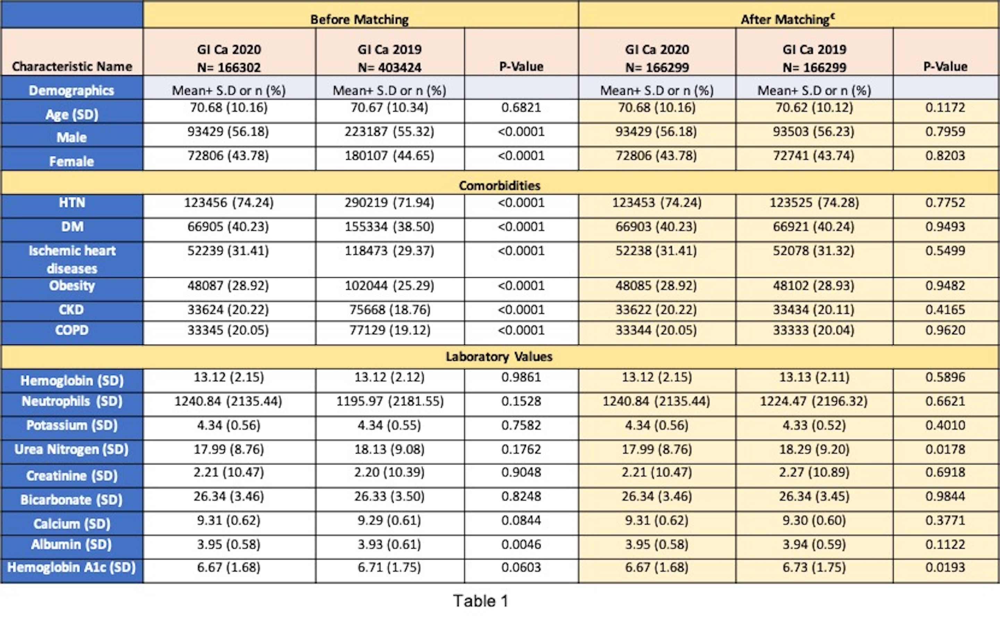 Before Matching After Matching€
Characteristic Name GI Ca 2020 N= 166302 GI Ca 2019 N= 403424 P-Value GI Ca 2020 N= 166299 GI Ca 2019 N= 166299 P-Value
Demographics Mean+ S.D or n (%) Mean+ S.D or n (%) Mean+ S.D or n (%) Mean+ S.D or n (%)
Age (SD) 70.68 (10.16) 70.67 (10.34) 0.6821 70.68 (10.16) 70.62 (10.12) 0.1172
Male 93429 (56.18) 223187 (55.32) <0.0001 93429 (56.18) 93503 (56.23) 0.7959
Female 72806 (43.78) 180107 (44.65) <0.0001 72806 (43.78) 72741 (43.74) 0.8203
Comorbidities
HTN 123456 (74.24) 290219 (71.94) <0.0001 123453 (74.24) 123525 (74.28) 0.7752
DM 66905 (40.23) 155334 (38.50) <0.0001 66903 (40.23) 66921 (40.24) 0.9493
Ischemic heart diseases 52239 (31.41) 118473 (29.37) <0.0001 52238 (31.41) 52078 (31.32) 0.5499
Obesity 48087 (28.92) 102044 (25.29) <0.0001 48085 (28.92) 48102 (28.93) 0.9482
CKD 33624 (20.22) 75668 (18.76) <0.0001 33622 (20.22) 33434 (20.11) 0.4165
COPD 33345 (20.05) 77129 (19.12) <0.0001 33344 (20.05) 33333 (20.04) 0.9620
Laboratory Values
Hemoglobin (SD) 13.12 (2.15) 13.12 (2.12) 0.9861 13.12 (2.15) 13.13 (2.11) 0.5896
Neutrophils (SD) 1240.84 (2135.44) 1195.97 (2181.55) 0.1528 1240.84 (2135.44) 1224.47 (2196.32) 0.6621
Potassium (SD) 4.34 (0.56) 4.34 (0.55) 0.7582 4.34 (0.56) 4.33 (0.52) 0.4010
Urea Nitrogen (SD) 17.99 (8.76) 18.13 (9.08) 0.1762 17.99 (8.76) 18.29 (9.20) 0.0178
Creatinine (SD) 2.21 (10.47) 2.20 (10.39) 0.9048 2.21 (10.47) 2.27 (10.89) 0.6918
Bicarbonate (SD) 26.34 (3.46) 26.33 (3.50) 0.8248 26.34 (3.46) 26.34 (3.45) 0.9844
Calcium (SD) 9.31 (0.62) 9.29 (0.61) 0.0844 9.31 (0.62) 9.30 (0.60) 0.3771
Albumin (SD) 3.95 (0.58) 3.93 (0.61) 0.0046 3.95 (0.58) 3.94 (0.59) 0.1122
Hemoglobin A1c (SD) 6.67 (1.68) 6.71 (1.75) 0.0603 6.67 (1.68) 6.73 (1.75) 0.0193
Table 1